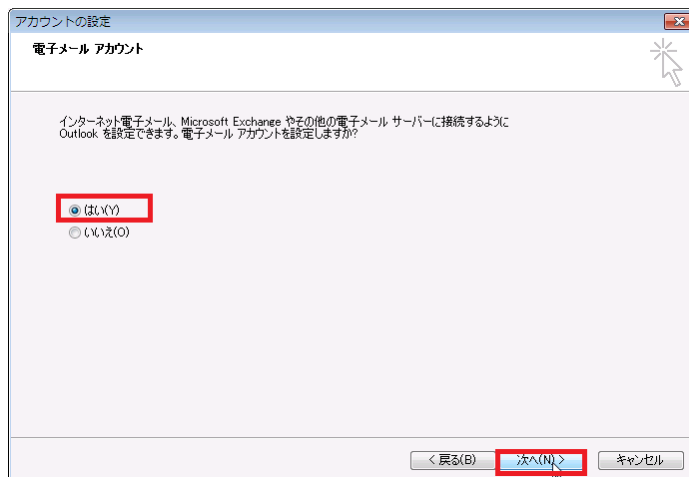 アカウントの設定
電子メール アカウント
インターネット電子メール、Microsoft Exchange やその他の電子メール サーバーに接続するように
Outlook を設定できます。電子メール アカウントを設定しますか?
はい(Y)
いいえ(O)
< 戻る(B) 次へ(N) > キャンセル